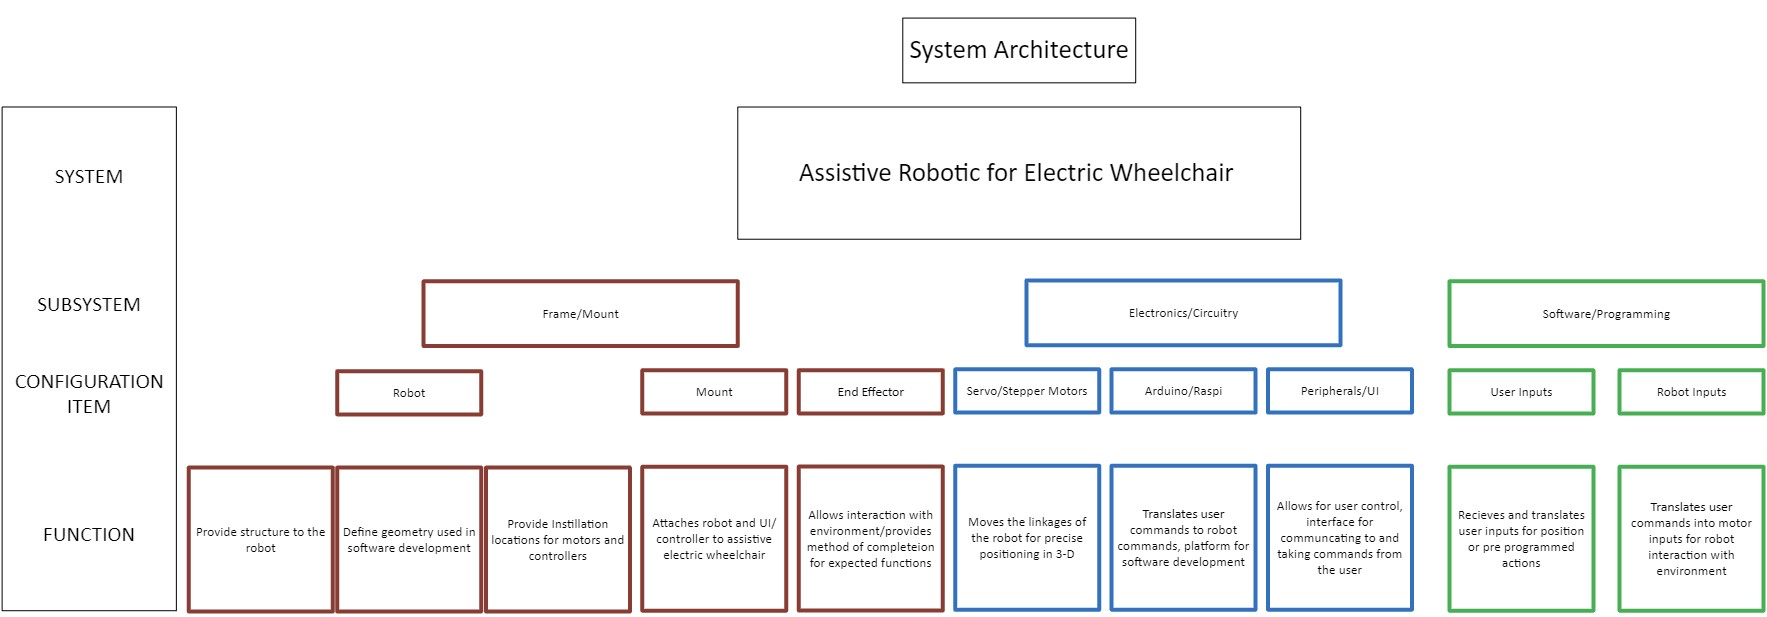 System Architecture
SYSTEM
Assistive Robotic for Electric Wheelchair
SUBSYSTEM
Frame/Mount
Electronics/Circuitry
Software/Programming
CONFIGURATION
ITEM
Robot
Mount
End Effector
Servo/Stepper Motors
Arduino/Raspi
Peripherals/UI
User Inputs
Robot Inputs
FUNCTION
Provide structure to the
robot
Define geometry used in
software development
Provide Instillation
locations for motors and
controllers
Attaches robot and UI/
controller to assistive
electric wheelchair
Allows interaction with
environment/provides
method of completeion
for expected functions
Moves the linkages of
the robot for precise
positioning in 3-D
Translates user
commands to robot
commands, platform for
software development
Allows for user control,
interface for
communcating to and
taking commands from
the user
Recieves and translates
user inputs for position
or pre programmed
actions
Translates user
commands into motor
inputs for robot
interaction with
environment